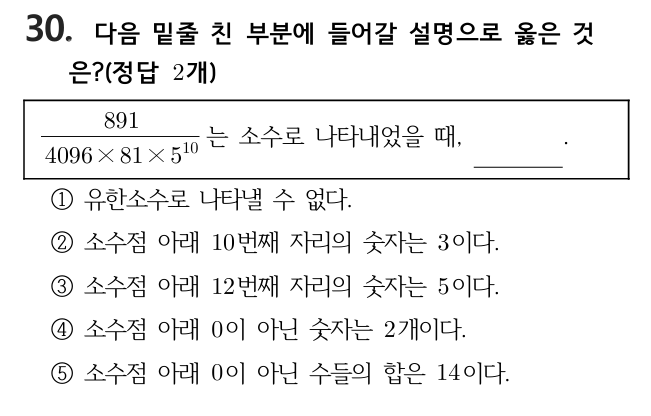 30. 다음 밑줄 친 부분에 들어갈 설명으로 옳은 것
은?(정답 2개)
891
4096×81×5¹⁰ 는 소수로 나타내었을 때, ________.
① 유한소수로 나타낼 수 없다.
② 소수점 아래 10번째 자리의 숫자는 3이다.
③ 소수점 아래 12번째 자리의 숫자는 5이다.
④ 소수점 아래 0이 아닌 숫자는 2개이다.
⑤ 소수점 아래 0이 아닌 수들의 합은 14이다.